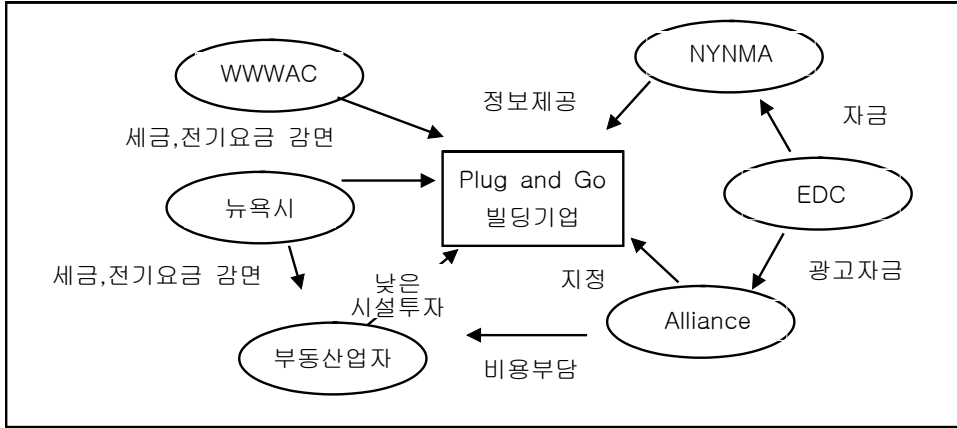 NYNMA
WWWAC
정보제공
자금
세금,전기요금 감면
Plug and Go
빌딩기업
EDC
뉴욕시
세금,전기요금 감면
낮은
시설투자
지정
광고자금
Alliance
부동산업자
비용부담